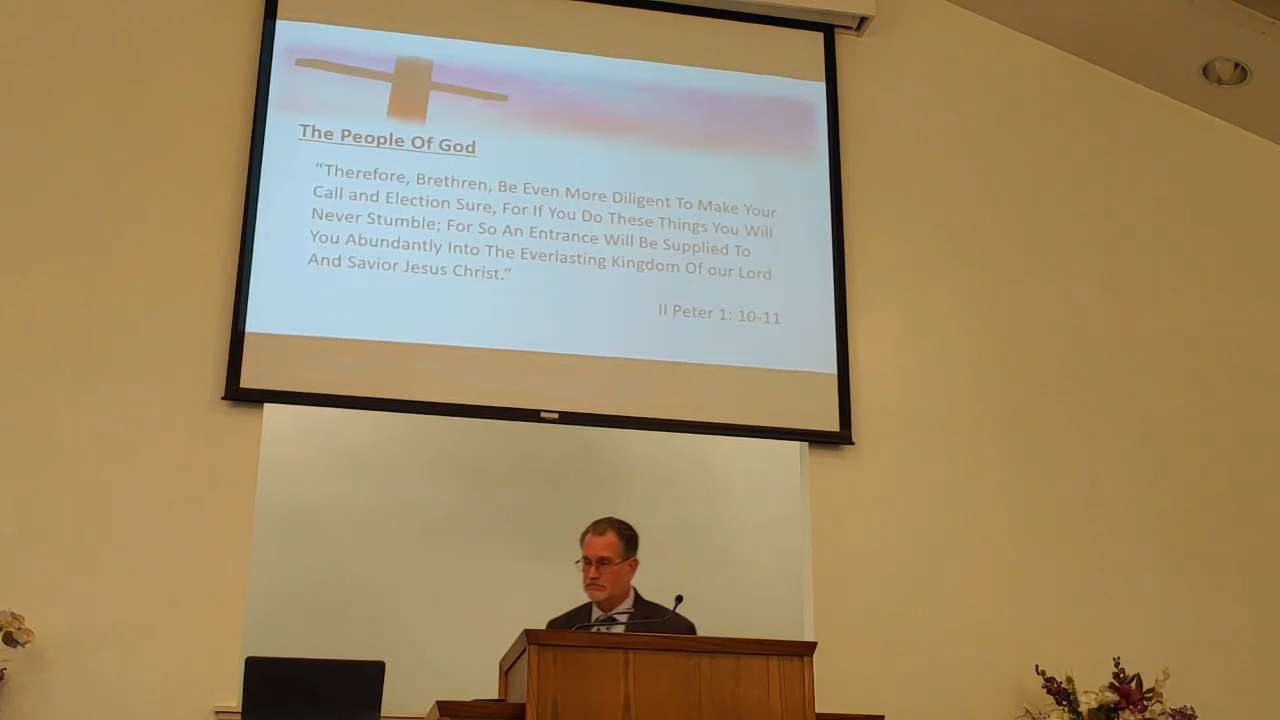 The People Of God
“Therefore, Brethren, Be Even More Diligent To Make Your
Call and Election Sure, For If You Do These Things You Will
Never Stumble; For So An Entrance Will Be Supplied To
You Abundantly Into The Everlasting Kingdom Of our Lord
And Savior Jesus Christ.”
II Peter 1: 10-11